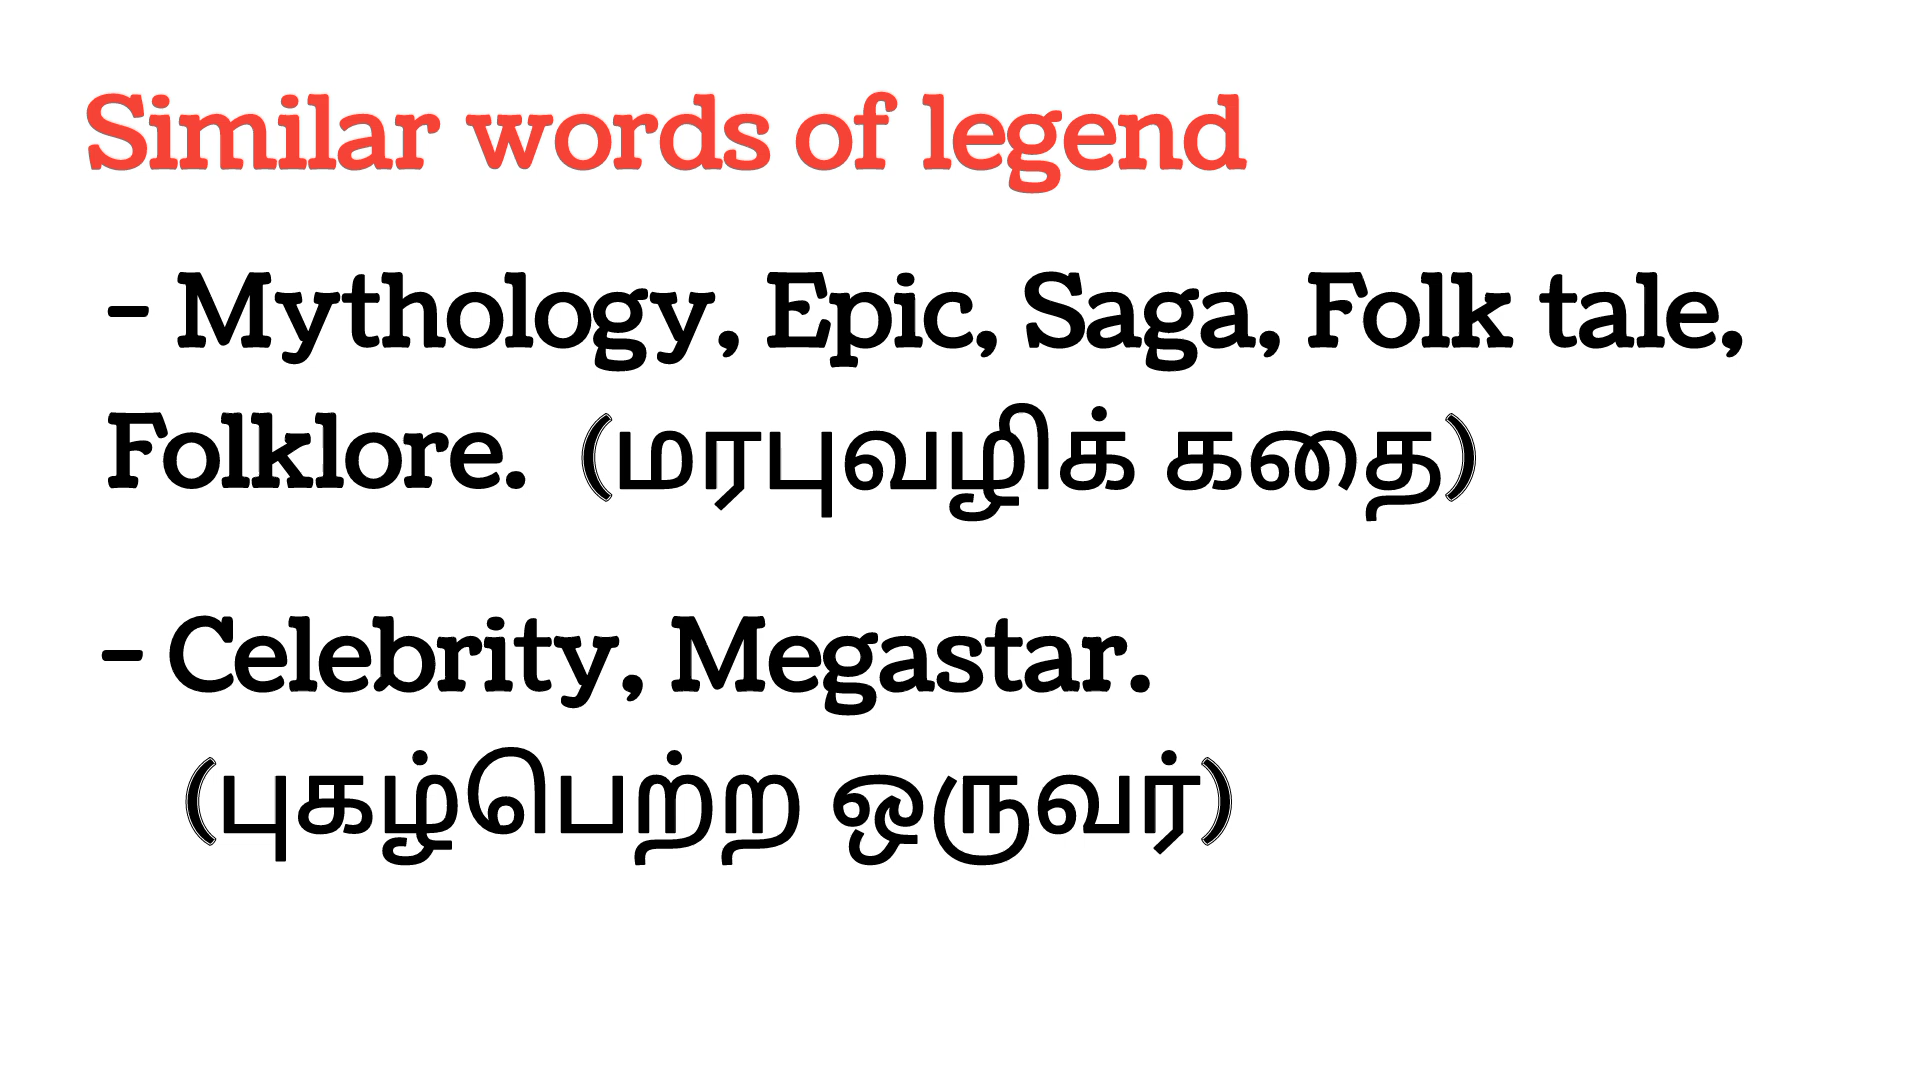 Similar words of legend
- Mythology, Epic, Saga, Folk tale,
Folklore. (மரபுவழிக் கதை)
- Celebrity, Megastar.
(புகழ்பெற்ற ஒருவர்)